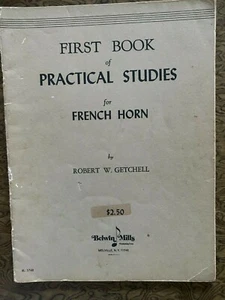 FIRST BOOK
of
PRACTICAL STUDIES
for
FRENCH HORN
by
ROBERT W. GETCHELL
$2.50
Belwin Mills